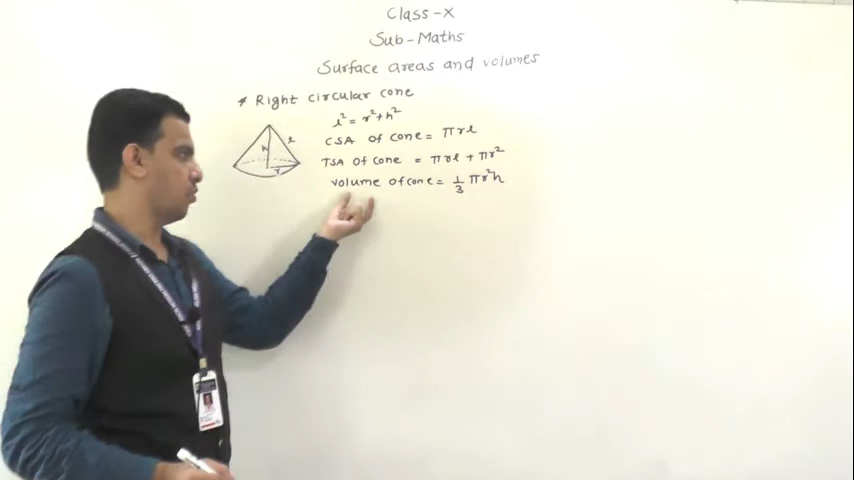 Class-X
Sub-Maths
Surface areas and volumes
* Right circular cone
l² = r²+h²
CSA of cone = πrl
TSA of cone = πrl + πr²
volume of cone = 1/3 πr²h
h
l
r